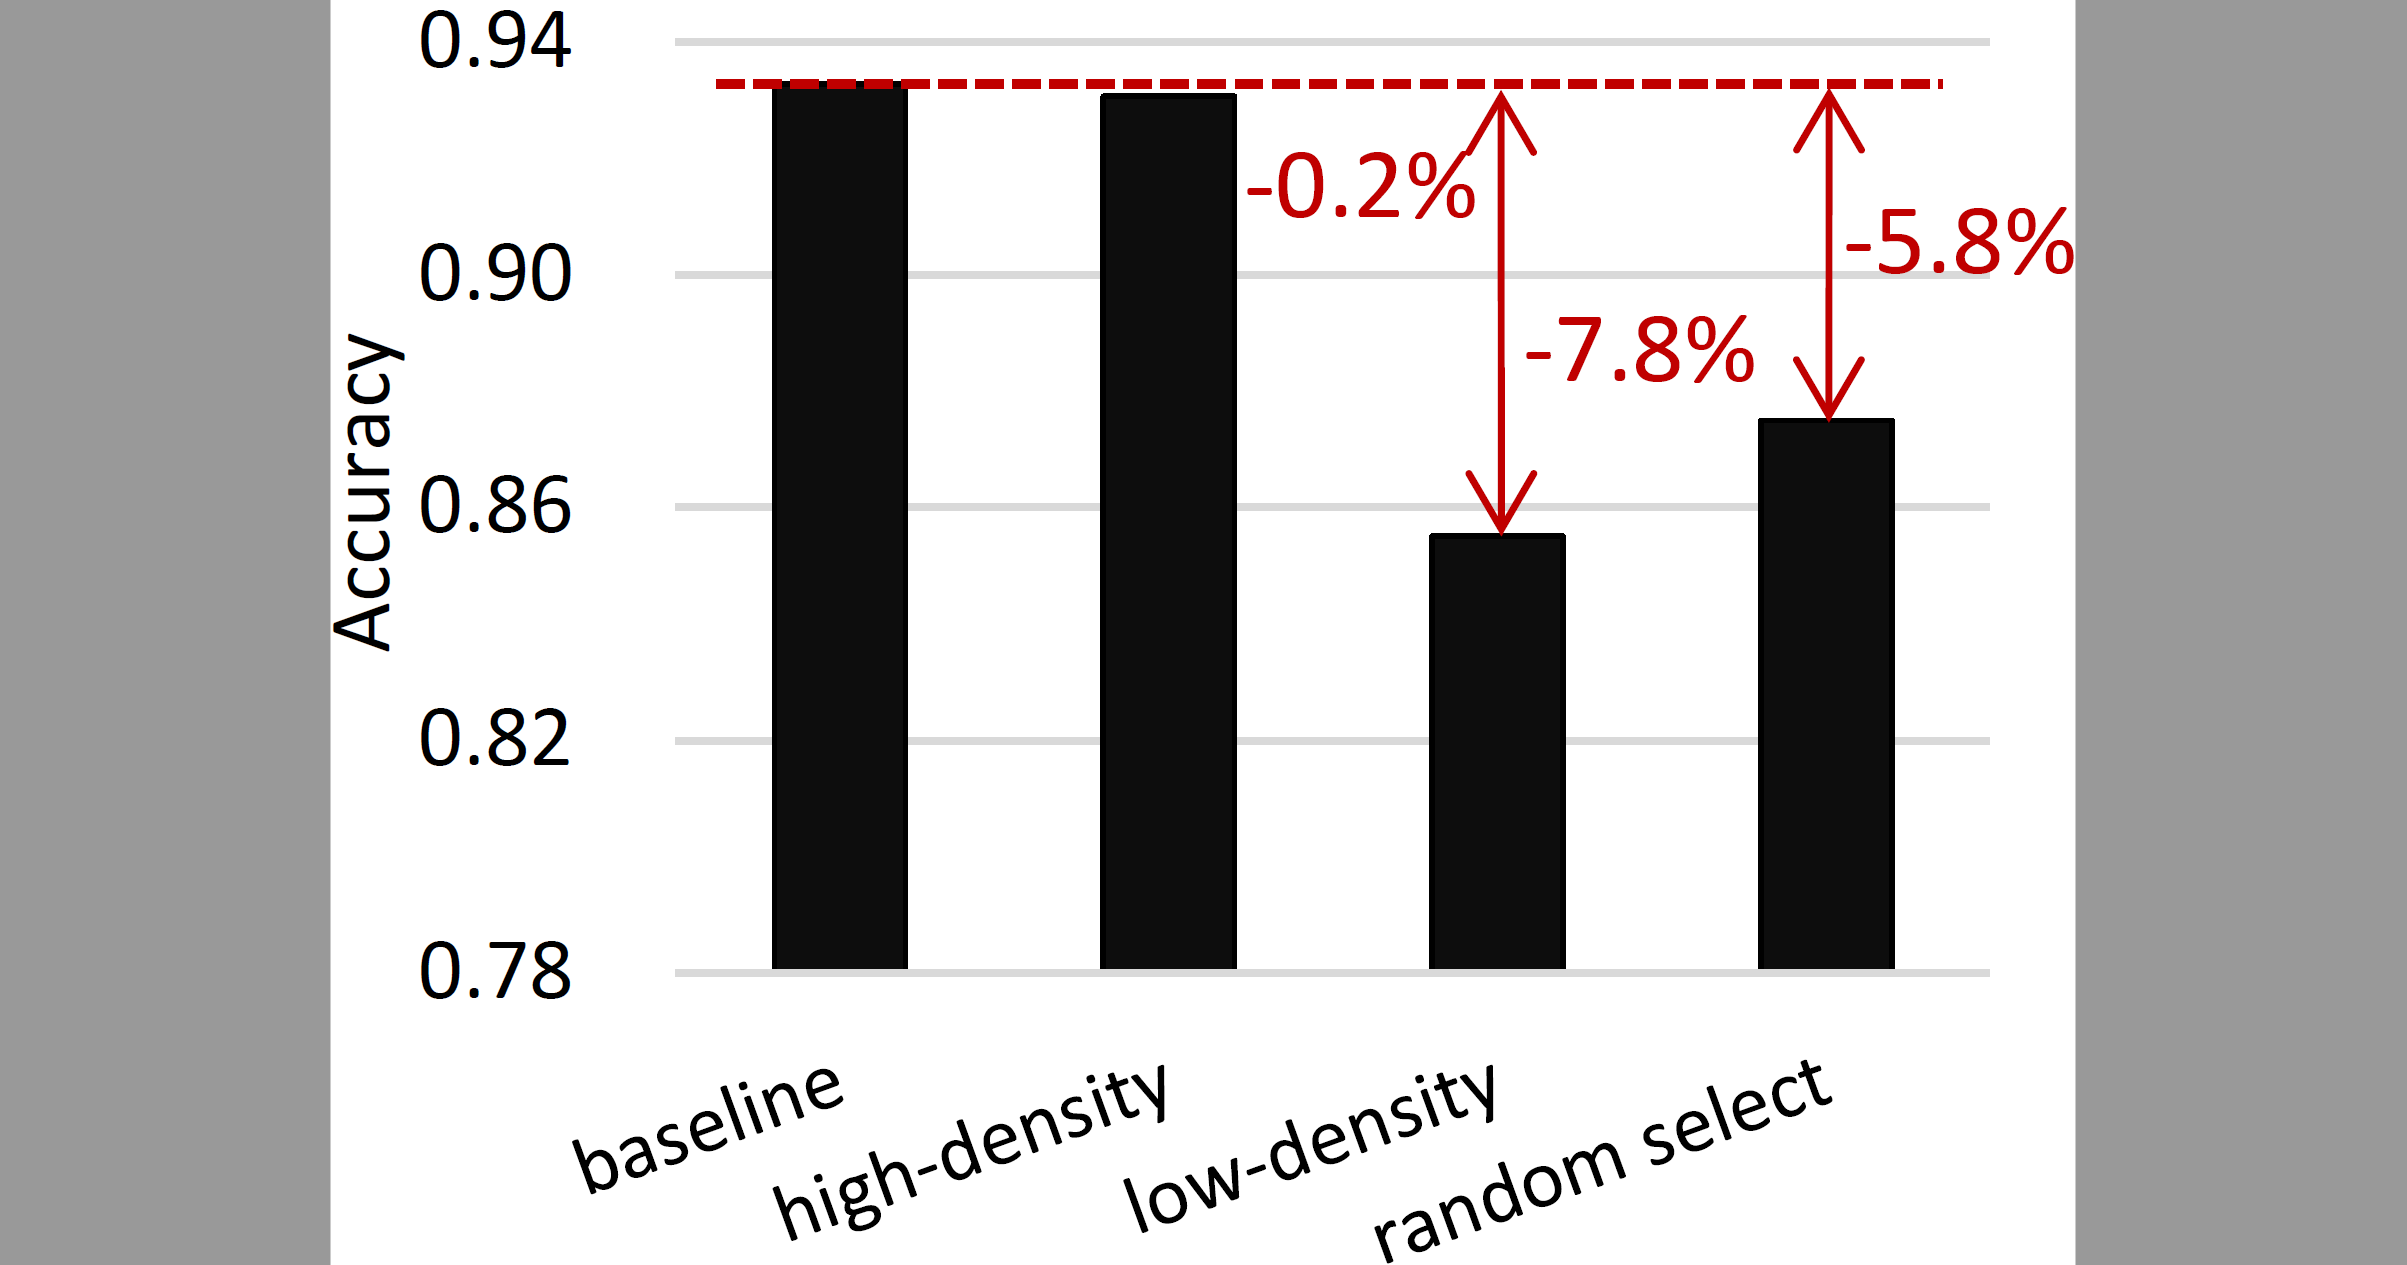 0.94
0.90
0.86
0.82
0.78
Accuracy
-0.2%
-7.8%
-5.8%
baseline
high-density
low-density
random select